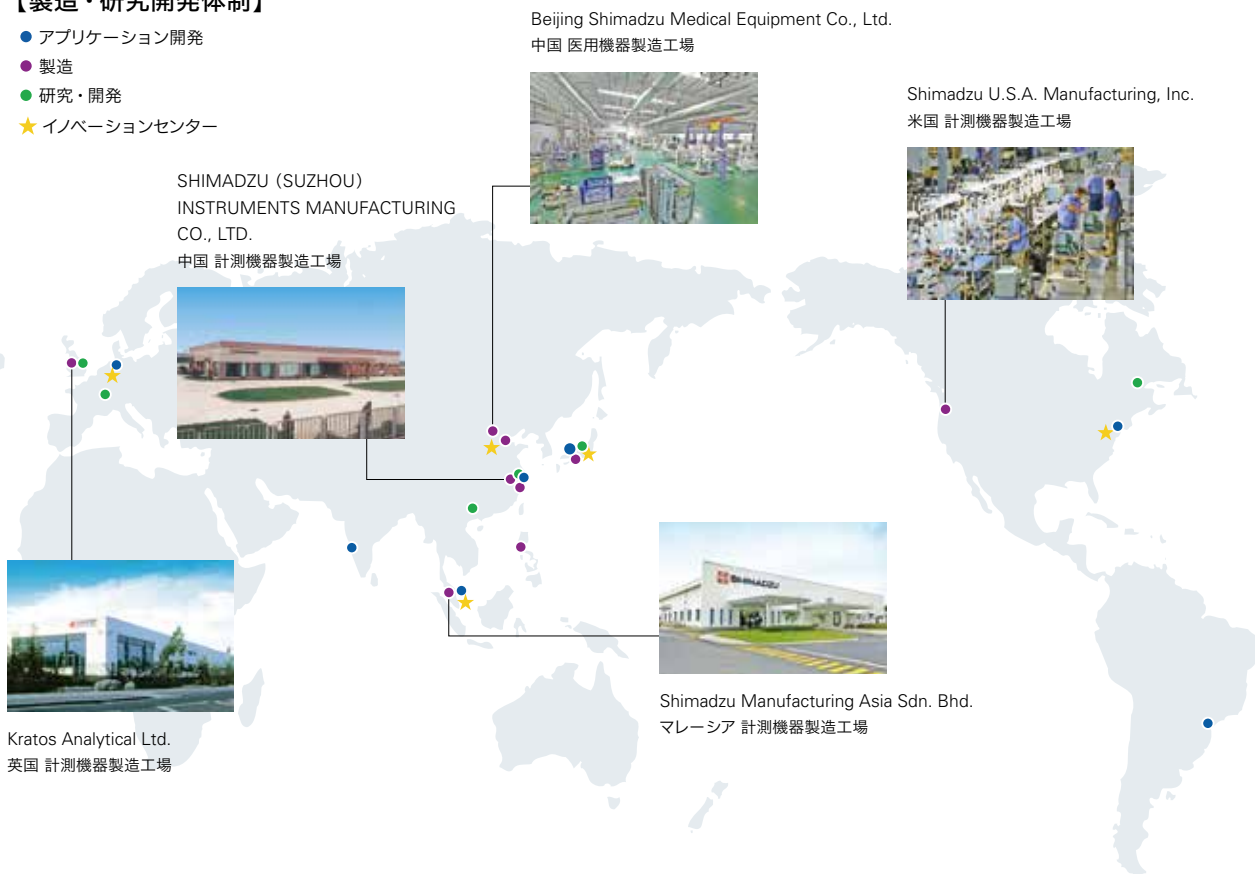 【製造・研究開発体制】
アプリケーション開発
製造
研究・開発
イノベーションセンター
Beijing Shimadzu Medical Equipment Co., Ltd.
中国 医用機器製造工場
Shimadzu U.S.A. Manufacturing, Inc.
米国 計測機器製造工場
SHIMADZU (SUZHOU)
INSTRUMENTS MANUFACTURING
CO., LTD.
中国 計測機器製造工場
SHIMADZU
Shimadzu Manufacturing Asia Sdn. Bhd.
マレーシア 計測機器製造工場
Kratos Analytical Ltd.
英国 計測機器製造工場